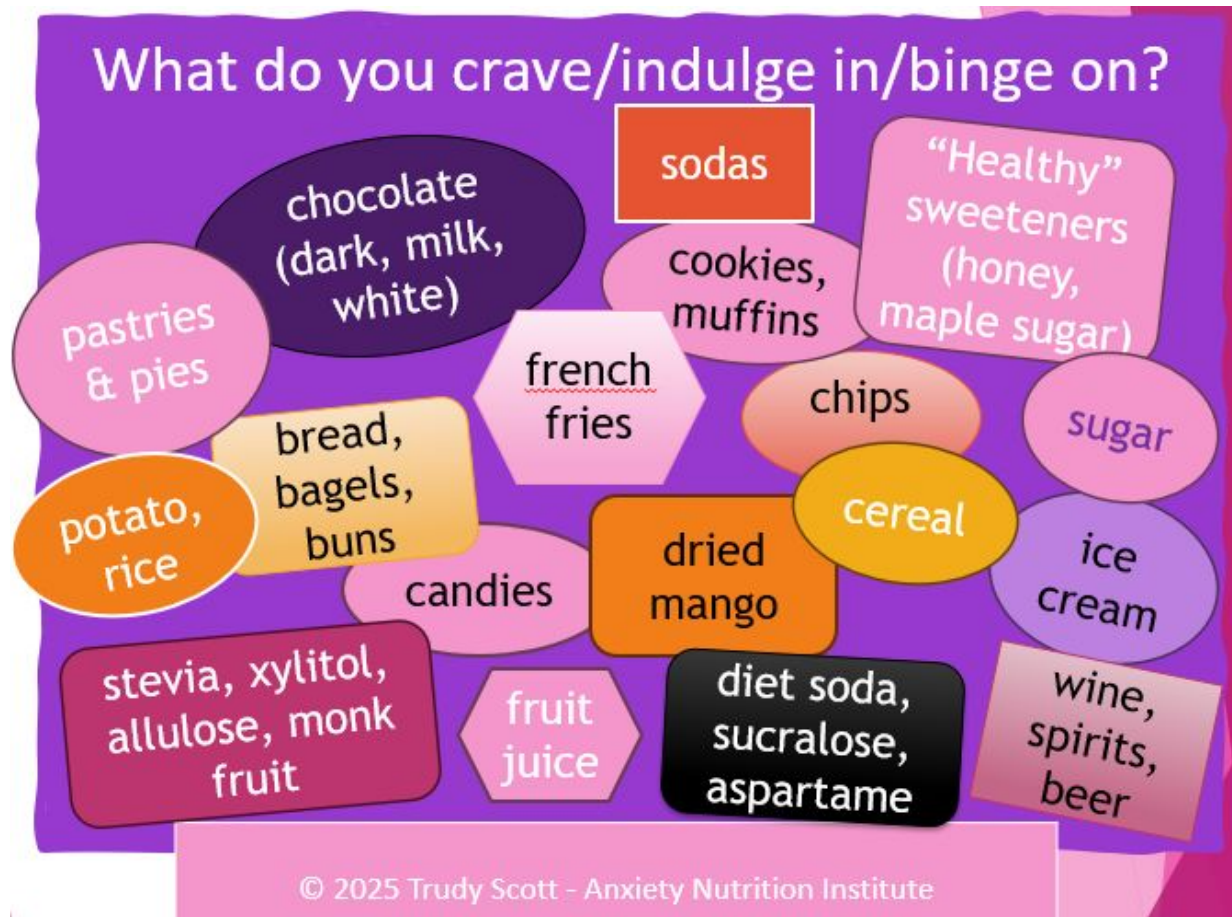 What do you crave/indulge in/binge on?
sodas
"Healthy"
sweeteners
(honey,
maple sugar)
chocolate
(dark, milk,
white)
cookies,
muffins
pastries
& pies
french
fries
chips
sugar
bread,
bagels,
buns
potato,
rice
cereal
candies
dried
mango
ice
cream
stevia, xylitol,
allulose, monk
fruit
fruit
juice
diet soda,
sucralose,
aspartame
wine,
spirits,
beer
© 2025 Trudy Scott - Anxiety Nutrition Institute